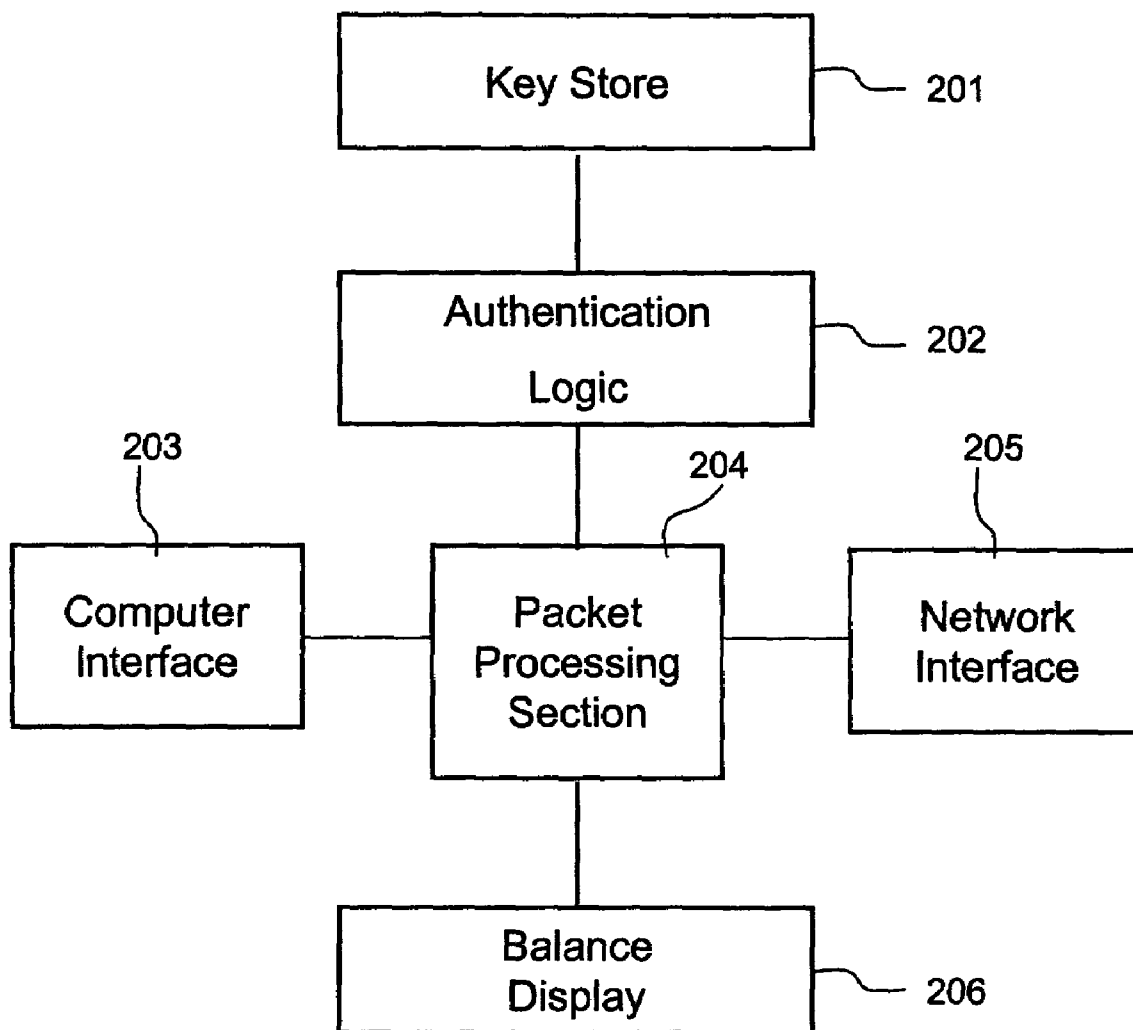 Key Store
201
Authentication
Logic
202
203
204
205
Computer
Interface
Packet
Processing
Section
Network
Interface
Balance
Display
206